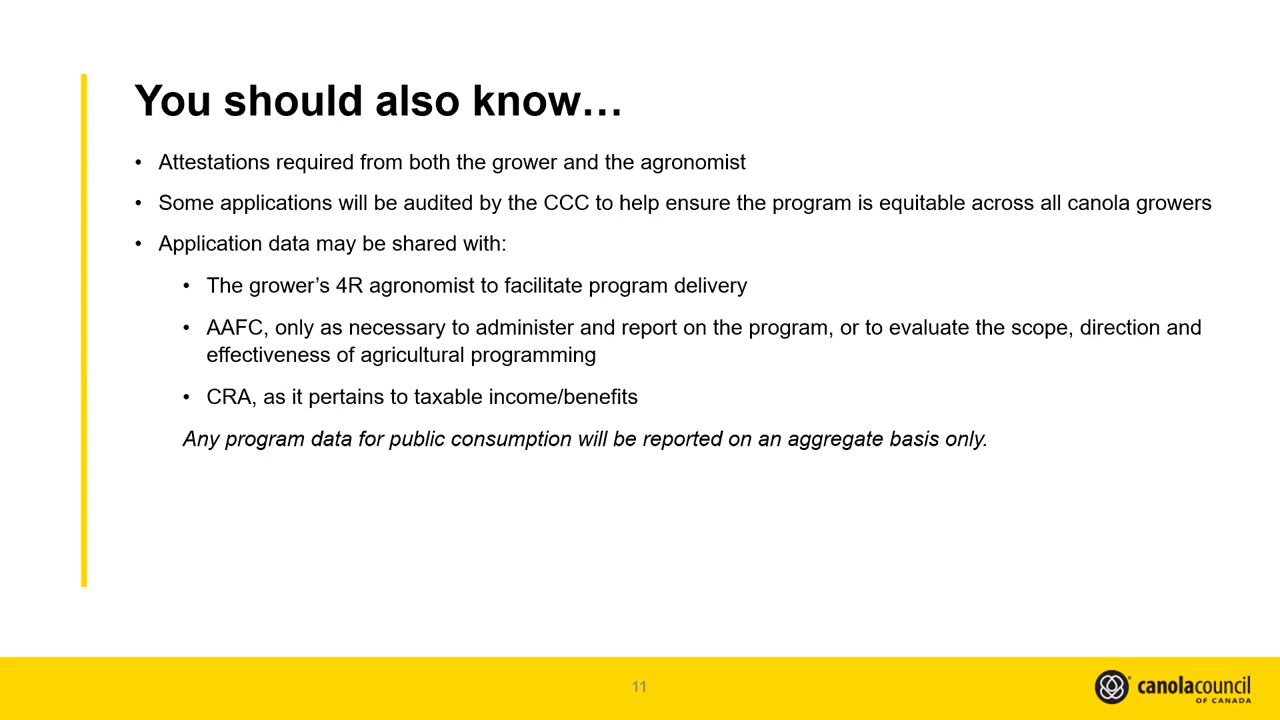 You should also know…
• Attestations required from both the grower and the agronomist
• Some applications will be audited by the CCC to help ensure the program is equitable across all canola growers
• Application data may be shared with:
• The grower’s 4R agronomist to facilitate program delivery
• AAFC, only as necessary to administer and report on the program, or to evaluate the scope, direction and
effectiveness of agricultural programming
• CRA, as it pertains to taxable income/benefits
Any program data for public consumption will be reported on an aggregate basis only.
11
canolacouncil
OF CANADA